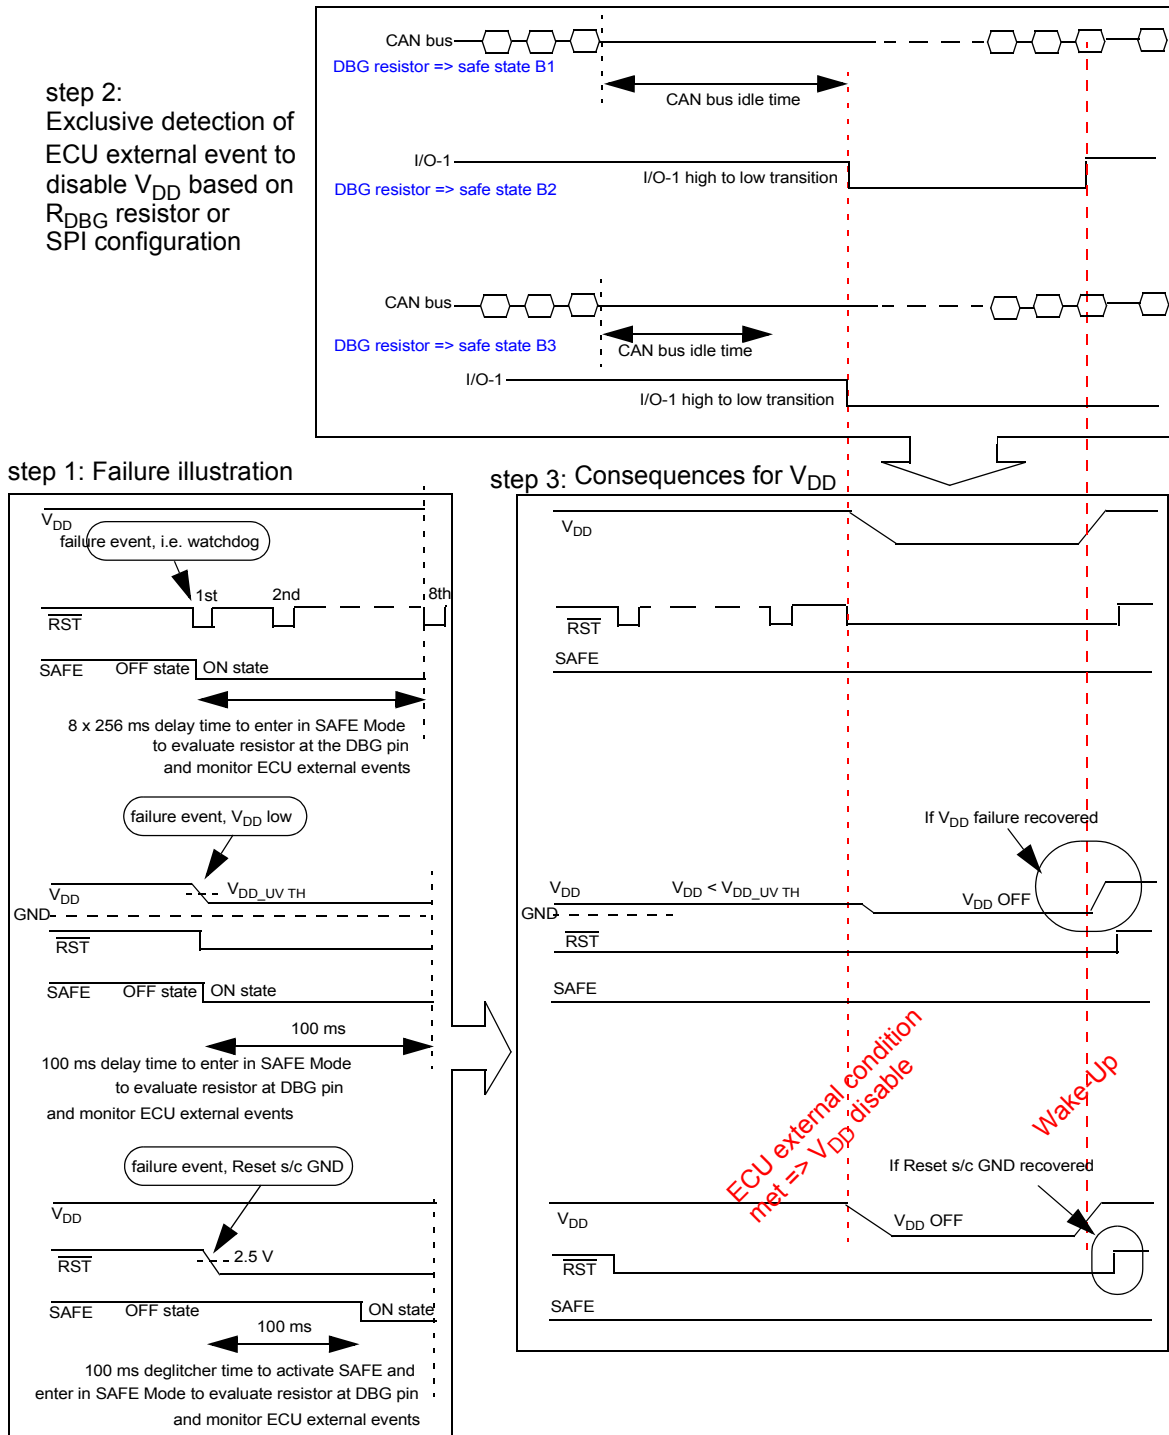 step 2:
Exclusive detection of
ECU external event to
disable VDD based on
RDBG resistor or
SPI configuration
CAN bus
DBG resistor => safe state B1
CAN bus idle time
I/O-1
I/O-1 high to low transition
DBG resistor => safe state B2
CAN bus
DBG resistor => safe state B3
CAN bus idle time
I/O-1
I/O-1 high to low transition
step 1: Failure illustration
VDD
failure event, i.e. watchdog
1st
2nd
8th
RST
SAFE
OFF state
ON state
8 x 256 ms delay time to enter in SAFE Mode
to evaluate resistor at the DBG pin
and monitor ECU external events
failure event, VDD low
VDD
VDD_UV TH
GND
RST
SAFE
OFF state
ON state
100 ms
100 ms delay time to enter in SAFE Mode
to evaluate resistor at DBG pin
and monitor ECU external events
failure event, Reset s/c GND
VDD
RST
2.5 V
SAFE
OFF state
ON state
100 ms
100 ms deglitcher time to activate SAFE and
enter in SAFE Mode to evaluate resistor at DBG pin
and monitor ECU external events
step 3: Consequences for VDD
VDD
RST
SAFE
If VDD failure recovered
VDD
VDD < VDD_UV TH
VDD OFF
GND
RST
SAFE
ECU external condition
met => VDD disable
Wake-Up
If Reset s/c GND recovered
VDD
VDD OFF
RST
SAFE